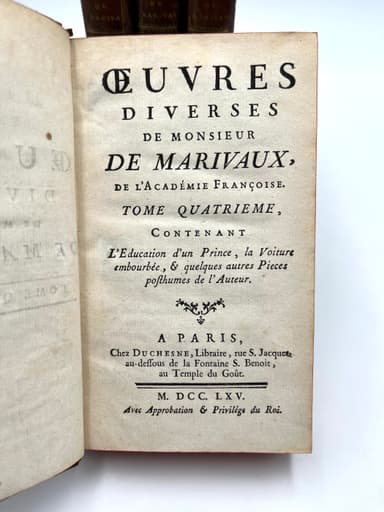 ŒUVRES
DIVERSES
DE MONSIEUR
DE MARIVAUX,
DE L'ACADÉMIE FRANÇOISE.
TOME QUATRIEME,
CONTENANT
L'Education d'un Prince, la Voiture
embourbée, & quelques autres Pieces
posthumes de l'Auteur.
A PARIS,
Chez DUCHESNE, Libraire, rue S. Jacques,
au-dessous de la Fontaine S. Benoît,
au Temple du Goût.
M. DCC. LXV.
Avec Approbation & Privilége du Roi.